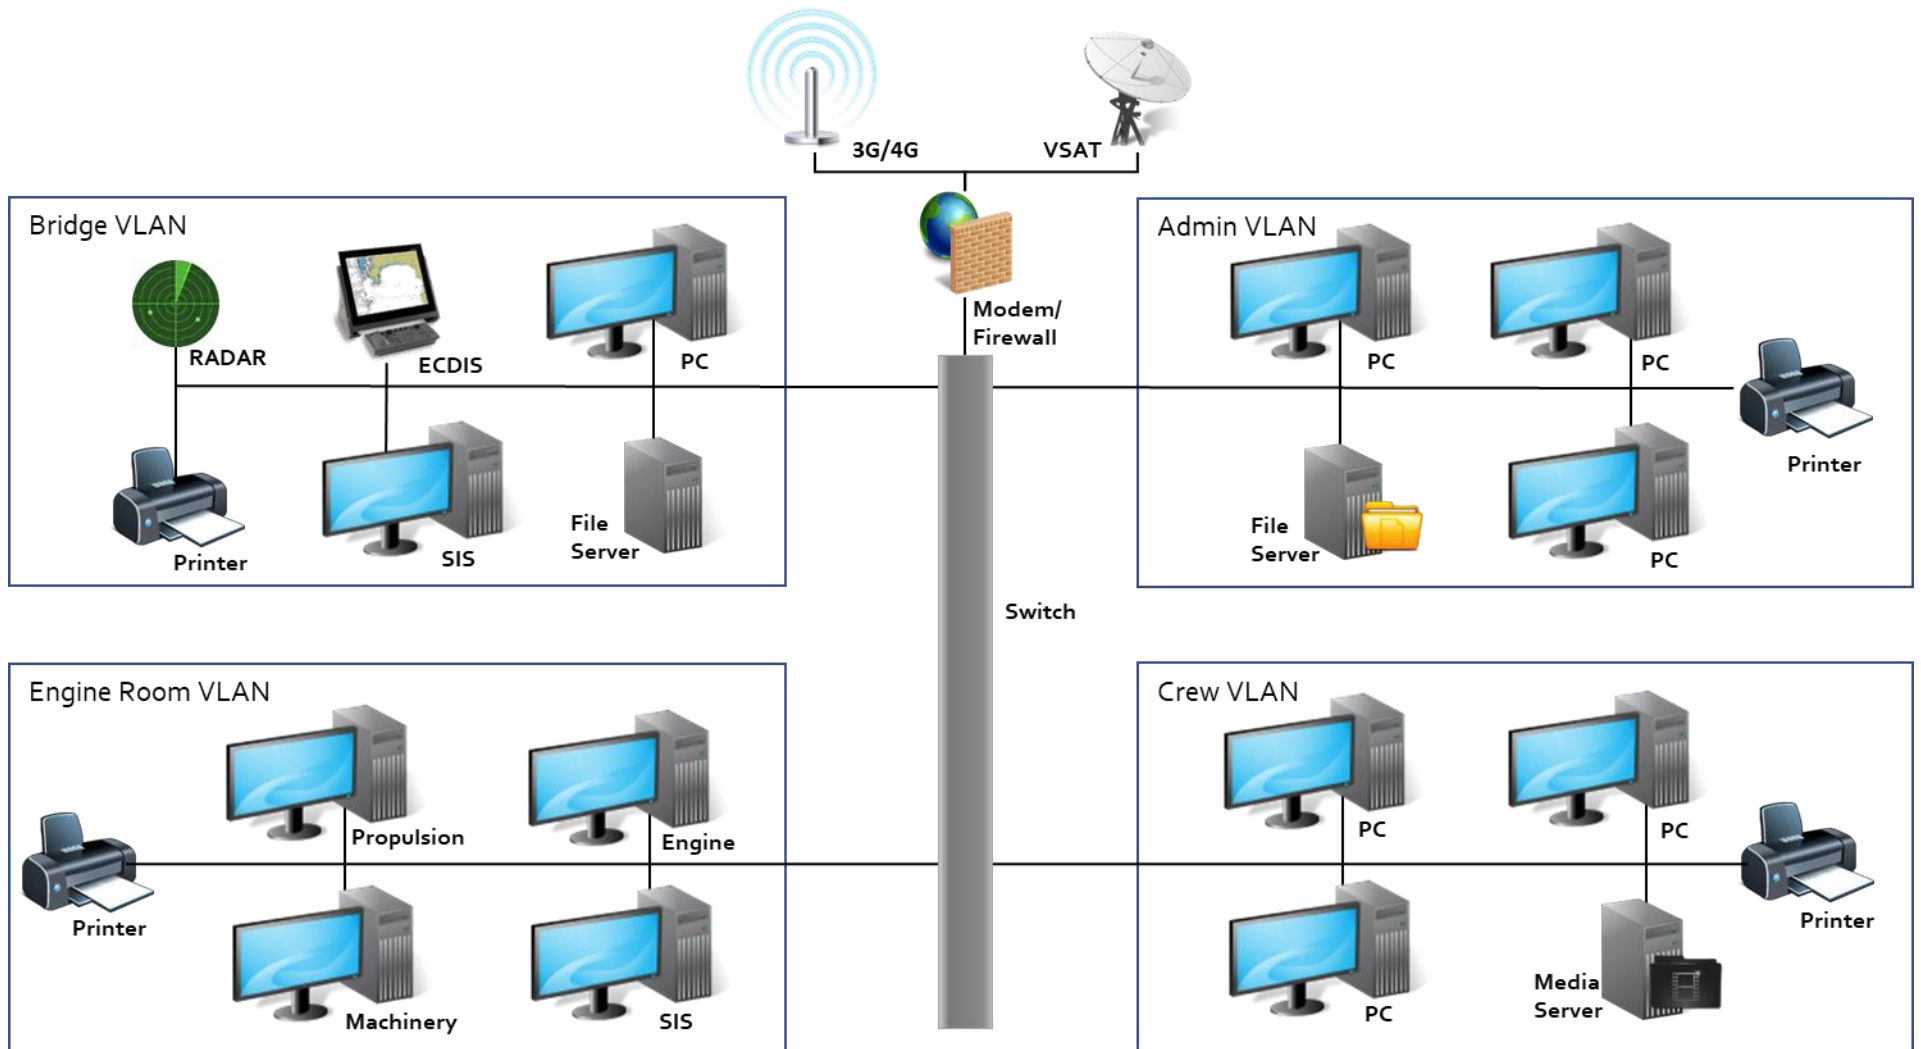 3G/4G
VSAT
Bridge VLAN
Admin VLAN
Modem/
Firewall
RADAR
ECDIS
PC
PC
PC
Printer
SIS
File
Server
File
Server
PC
Printer
Switch
Engine Room VLAN
Crew VLAN
Propulsion
Engine
PC
PC
Printer
Machinery
SIS
PC
Media
Server
Printer